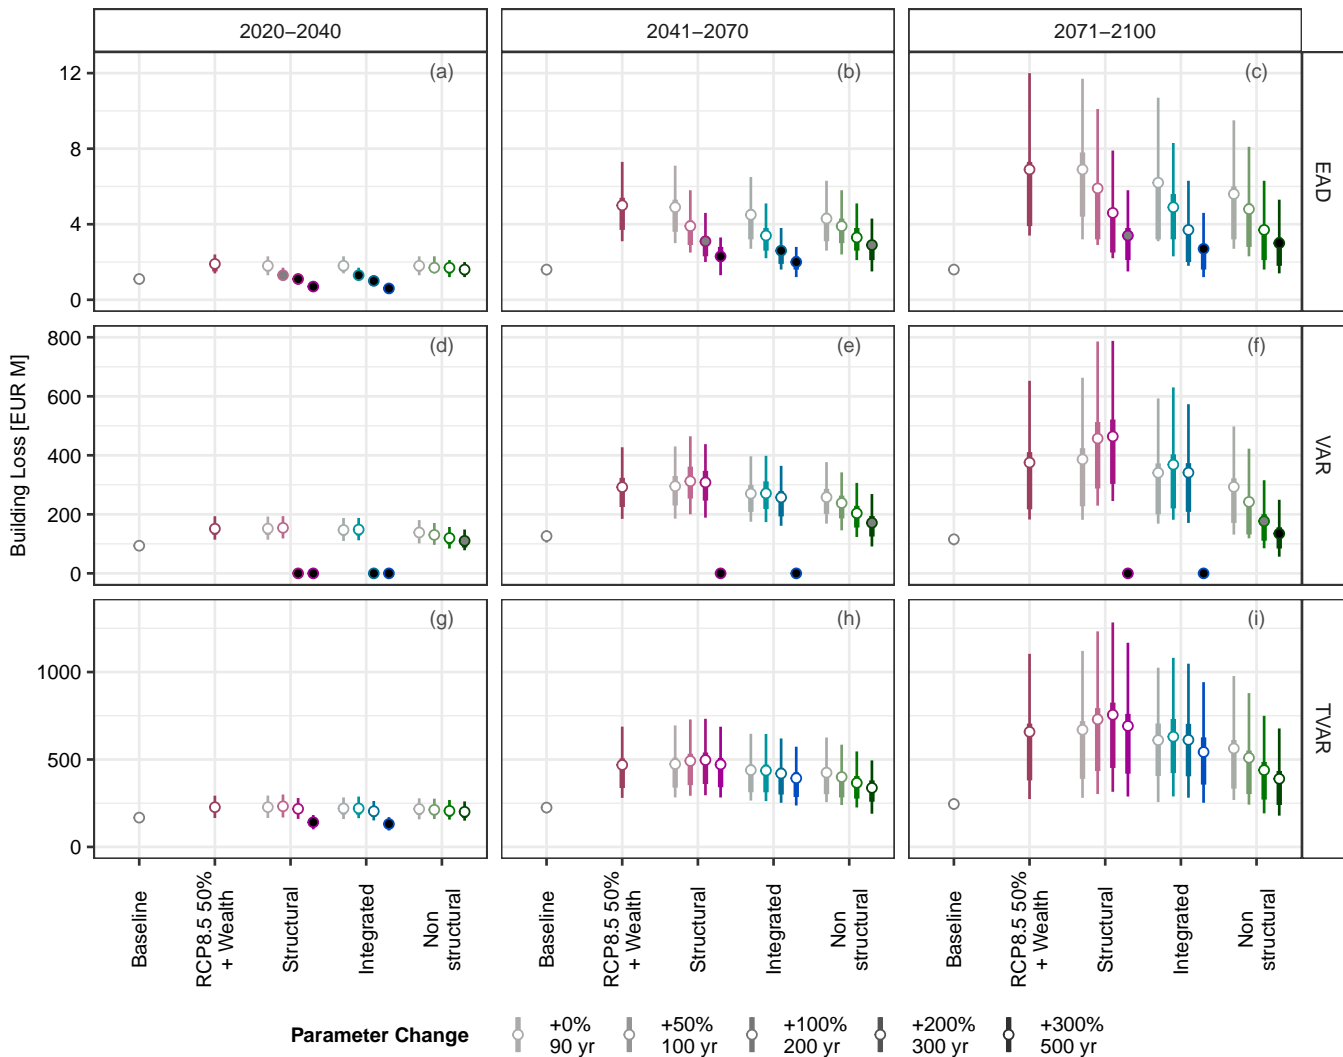 2020–2040
2041–2070
2071–2100
(a)
(b)
(c)
12
8
4
0
EAD
(d)
(e)
(f)
800
600
400
200
0
VAR
Building Loss [EUR M]
(g)
(h)
(i)
1000
500
0
TVAR
Baseline
RCP8.5 50%
+ Wealth
Structural
Integrated
Non
structural
Baseline
RCP8.5 50%
+ Wealth
Structural
Integrated
Non
structural
Baseline
RCP8.5 50%
+ Wealth
Structural
Integrated
Non
structural
Parameter Change
+0%
90 yr
+50%
100 yr
+100%
200 yr
+200%
300 yr
+300%
500 yr